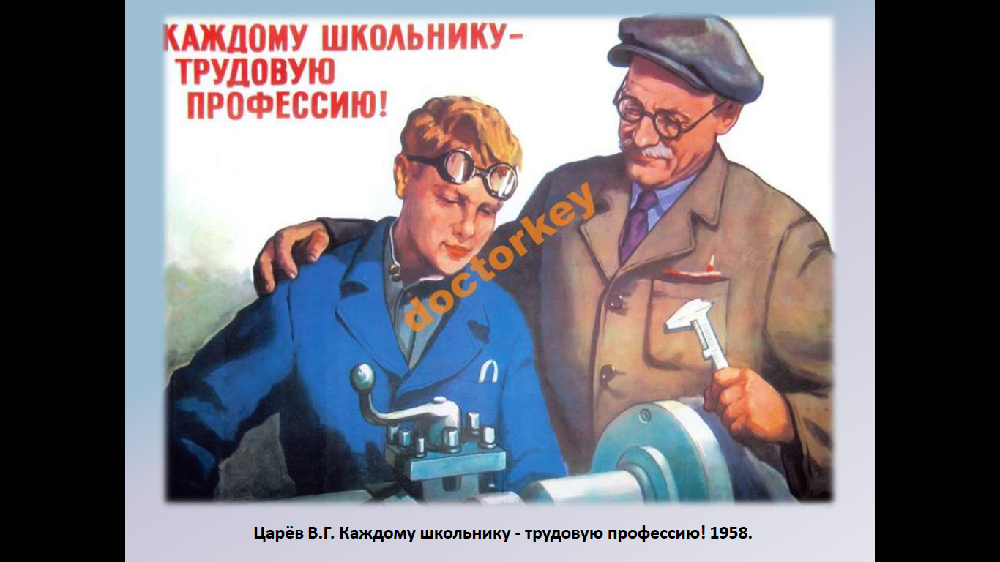 КАЖДОМУ ШКОЛЬНИКУ–
ТРУДОВУЮ
ПРОФЕССИЮ!
doctorkey
Царёв В.Г. Каждому школьнику - трудовую профессию! 1958.